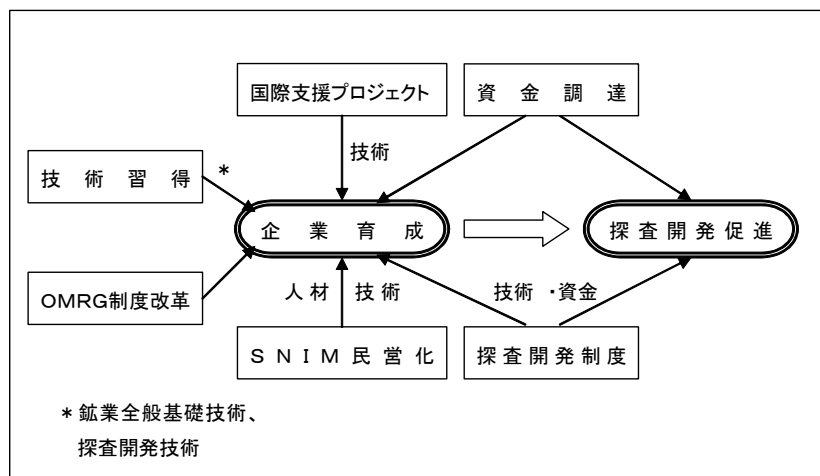 国際支援プロジェクト
資金調達
技術
技術習得
*
企業育成
探査開発促進
OMRG制度改革
人材
技術
技術・資金
SNIM民営化
探査開発制度
*鉱業全般基礎技術、
探査開発技術